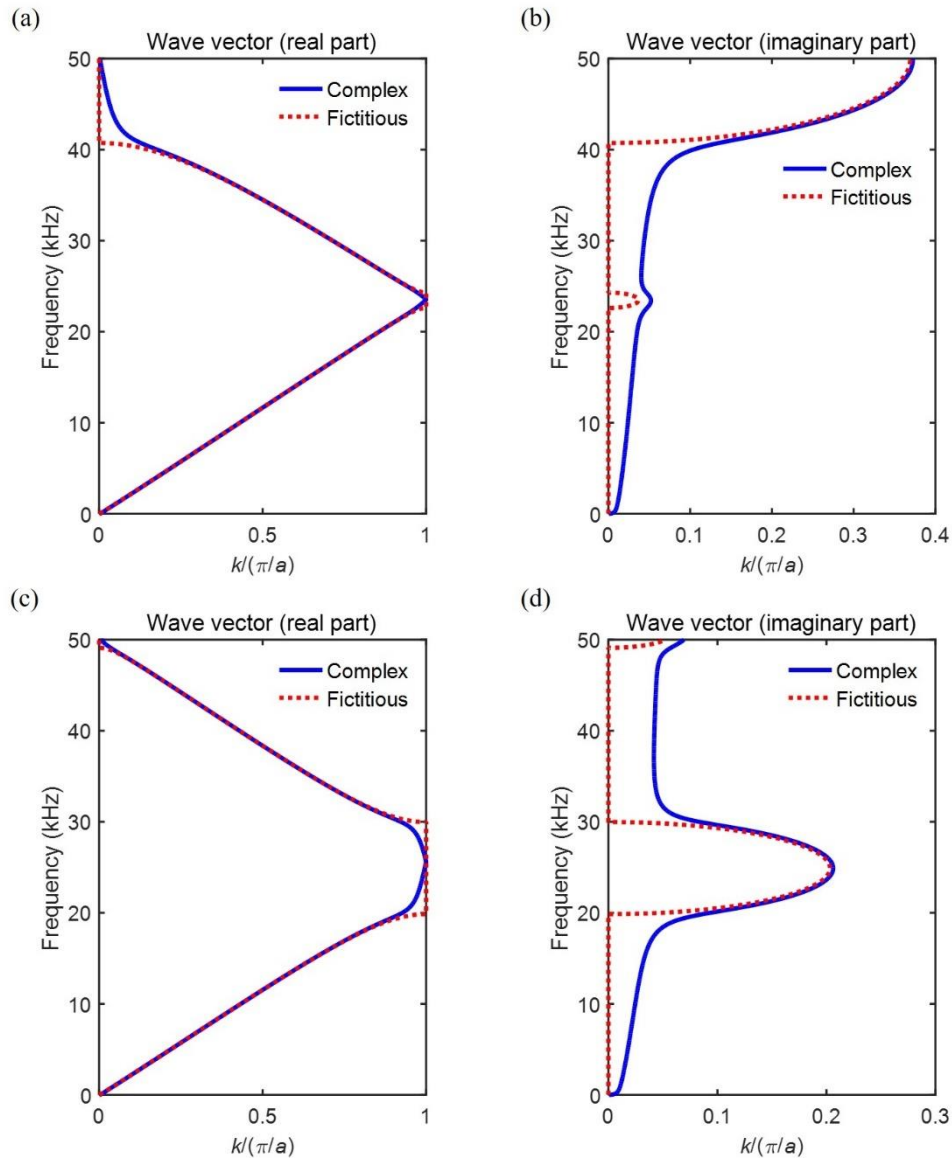 (a)
Wave vector (real part)
50
40
30
20
10
0
Frequency (kHz)
Complex
Fictitious
0
0.5
1
k/(π/a)
(b)
Wave vector (imaginary part)
50
40
30
20
10
0
Frequency (kHz)
Complex
Fictitious
0
0.1
0.2
0.3
0.4
k/(π/a)
(c)
Wave vector (real part)
50
40
30
20
10
0
Frequency (kHz)
Complex
Fictitious
0
0.5
1
k/(π/a)
(d)
Wave vector (imaginary part)
50
40
30
20
10
0
Frequency (kHz)
Complex
Fictitious
0
0.1
0.2
0.3
k/(π/a)